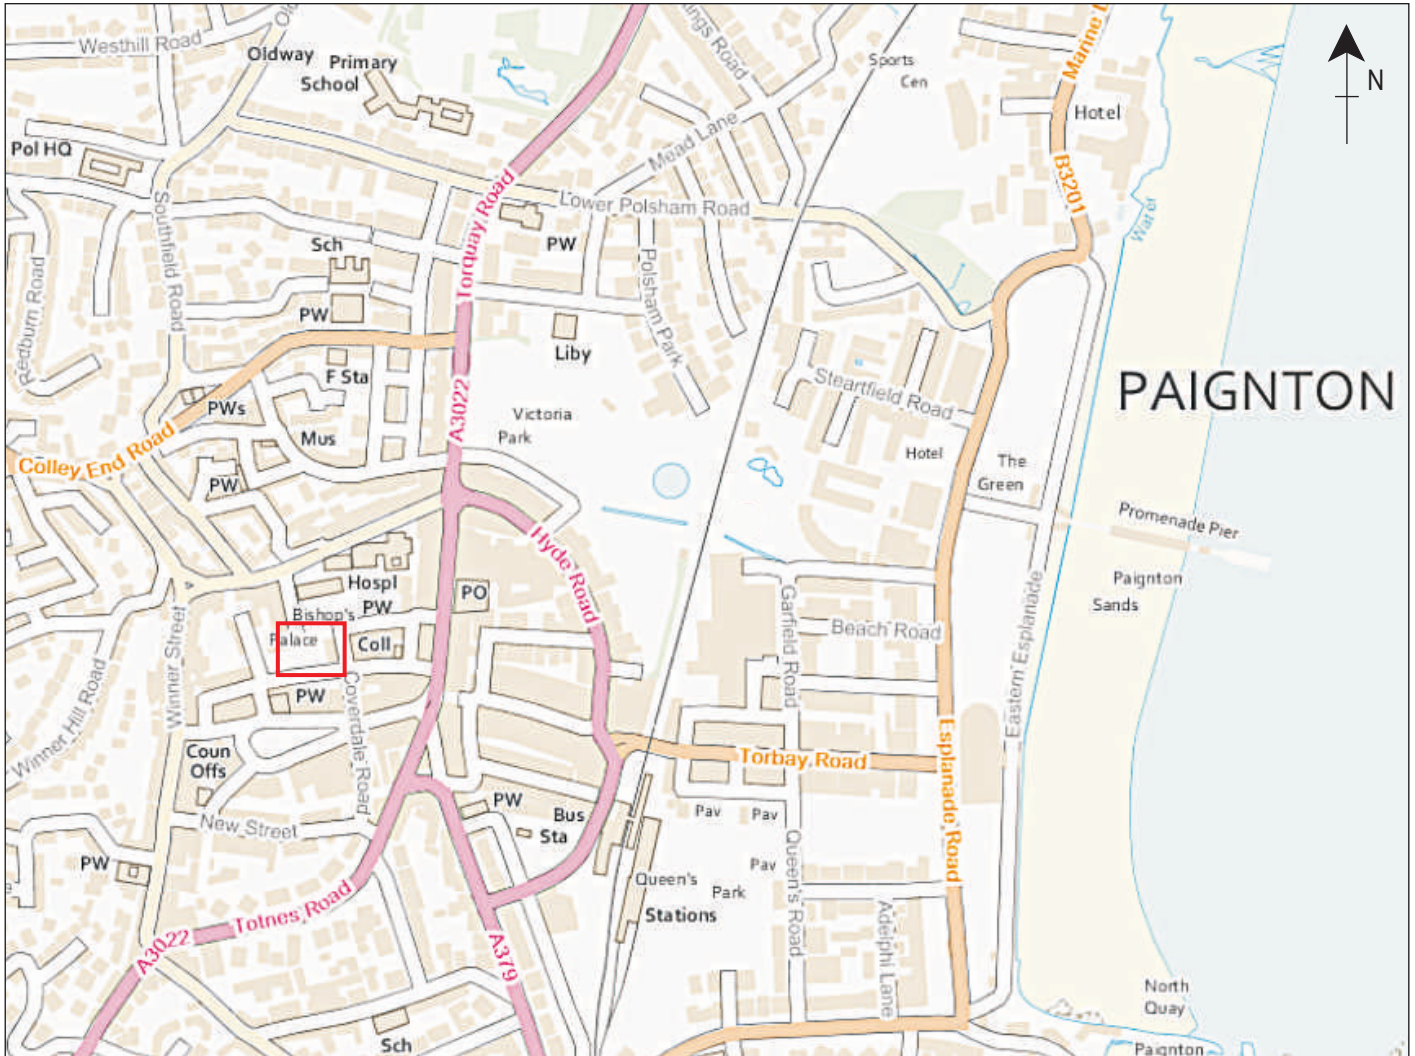 Westhill Road
Old
Oldway Primary
School
Kings Road
Sports
Cen
Marine
N
Hotel
Pol HQ
Mead Lane
B3201
Torquay Road
Lower Polsham Road
Southfield Road
Sch
PW
Water
Redburn Road
Polsham Park
PW
Liby
F Sta
PAIGNTON
Steartfield Road
PWs
A3022
Victoria
Park
Mus
Colley End Road
Hotel
The
Green
PW
Promenade Pier
Hyde Road
Hospl
PO
Paignton
Sands
Bishop's
Palace
PW
Coll
Garfield Road
Beach Road
Eastern Esplanade
Winner Street
Winner Hill Road
PW
Coverdale Road
Coun
Offs
Torbay Road
Esplanade Road
New Street
PW
Bus
Sta
Pav
Pav
PW
Pav
Queen's
Park
Queen's Road
Stations
Totnes Road
A3022
A379
Adelphi Lane
North
Quay
Sch
Paignton